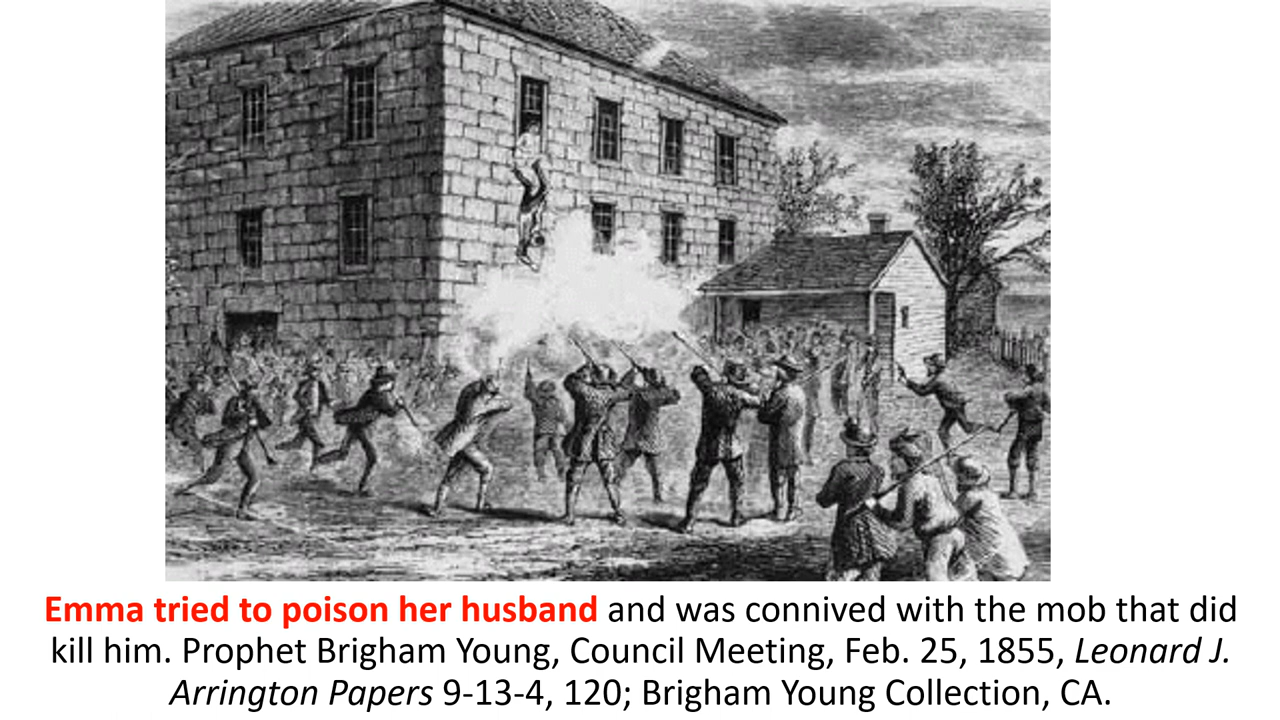 Emma tried to poison her husband and was connived with the mob that did
kill him. Prophet Brigham Young, Council Meeting, Feb. 25, 1855, Leonard J.
Arrington Papers 9-13-4, 120; Brigham Young Collection, CA.